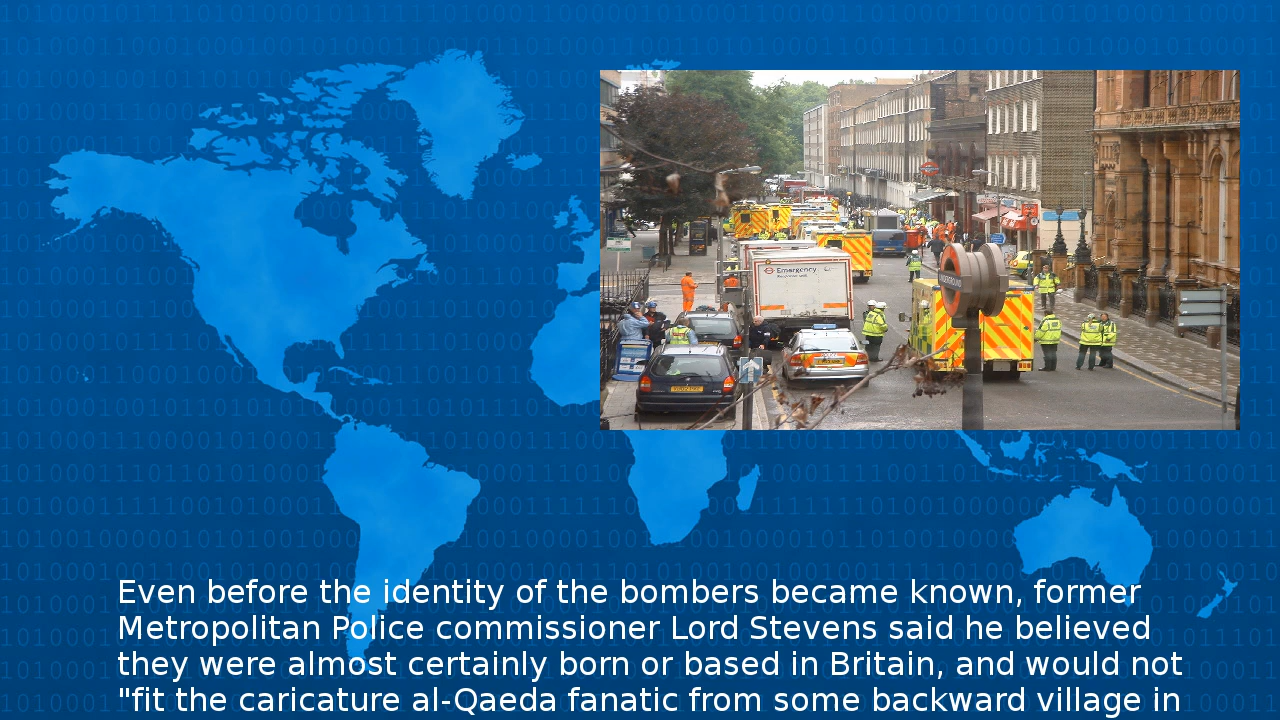 Emergency
UNDERGROUND
Even before the identity of the bombers became known, former
Metropolitan Police commissioner Lord Stevens said he believed
they were almost certainly born or based in Britain, and would not
"fit the caricature al-Qaeda fanatic from some backward village in